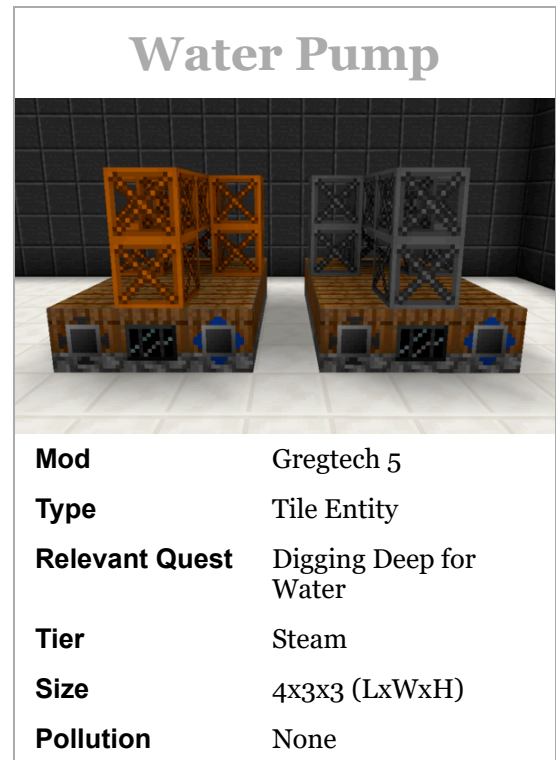 Water Pump
Mod Gregtech 5
Type Tile Entity
Relevant Quest Digging Deep for
Water
Tier Steam
Size 4x3x3 (LxWxH)
Pollution None